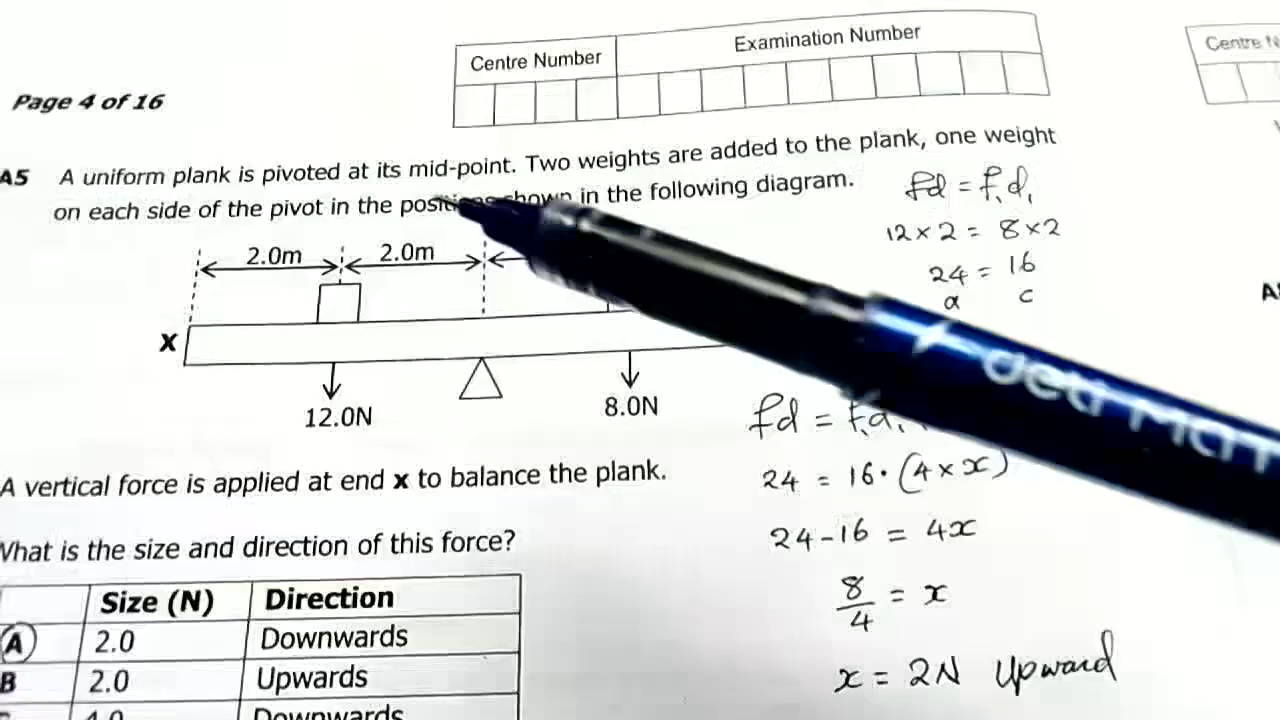 Centre Number Examination Number
Centre
Page 4 of 16
A5 A uniform plank is pivoted at its mid-point. Two weights are added to the plank, one weight
on each side of the pivot in the positions shown in the following diagram.
fd = f₁d₁
12 × 2 = 8 × 2
24 = 16
a c
2.0m 2.0m
X
12.0N 8.0N
fd = f₁d₁
A vertical force is applied at end x to balance the plank.
24 = 16 · (4 × x)
24 - 16 = 4x
What is the size and direction of this force?
8/4 = x
x = 2N Upward
Size (N) Direction
A 2.0 Downwards
B 2.0 Upwards
4.0 Downwards
deli